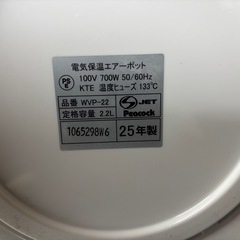 電気保温エアーポット
PS E 100V 700W 50/60Hz
KTE 温度ヒューズ 133℃
品番 WVP-22 JET
定格容量 2.2L Peacock
1065298W6 25年製